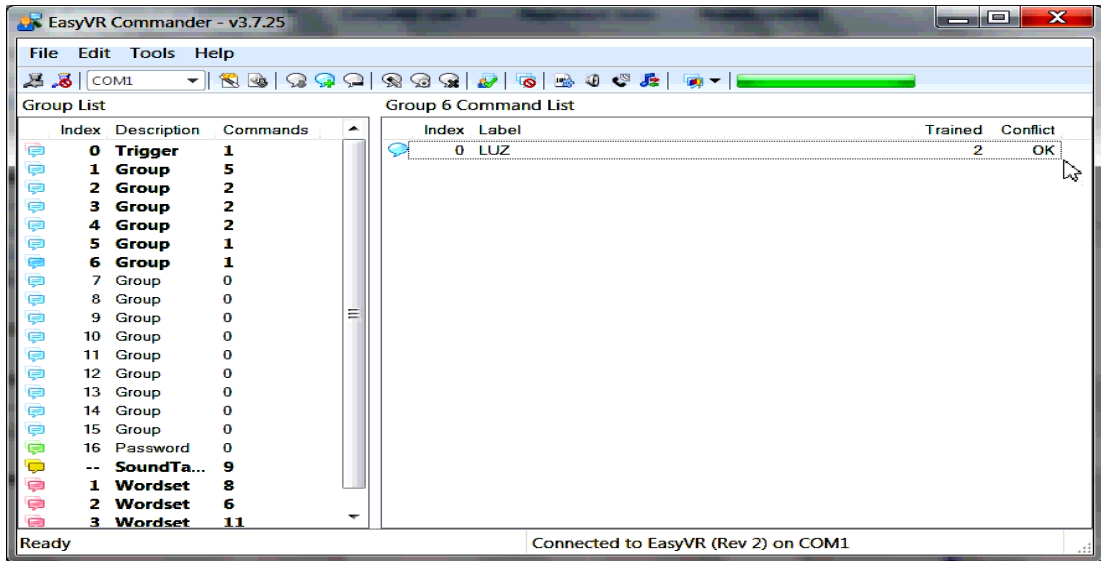 EasyVR Commander - v3.7.25
File Edit Tools Help
COM1
Group List
Index Description Commands
0 Trigger 1
1 Group 5
2 Group 2
3 Group 2
4 Group 2
5 Group 1
6 Group 1
7 Group 0
8 Group 0
9 Group 0
10 Group 0
11 Group 0
12 Group 0
13 Group 0
14 Group 0
15 Group 0
16 Password 0
-- SoundTa... 9
1 Wordset 8
2 Wordset 6
3 Wordset 11
Group 6 Command List
Index Label Trained Conflict
0 LUZ 2 OK
Ready
Connected to EasyVR (Rev 2) on COM1